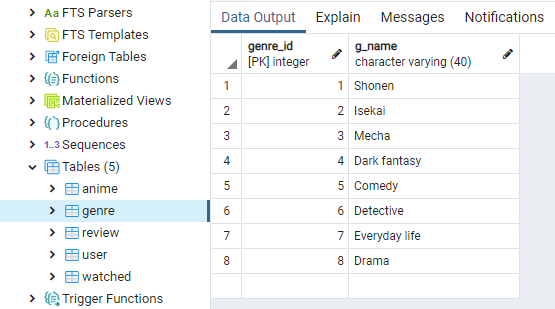 FTS Parsers
FTS Templates
Foreign Tables
Functions
Materialized Views
Procedures
1..3 Sequences
Tables (5)
anime
genre
review
user
watched
Trigger Functions
Data Output Explain Messages Notifications
genre_id g_name
[PK] integer character varying (40)
1 1 Shonen
2 2 Isekai
3 3 Mecha
4 4 Dark fantasy
5 5 Comedy
6 6 Detective
7 7 Everyday life
8 8 Drama